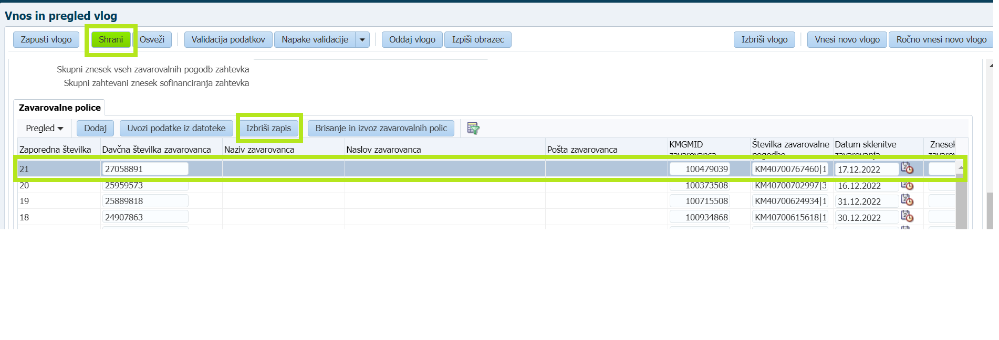 Vnos in pregled vlog
Zapusti vlogo Shrani Osveži Validacija podatkov Napake validacije Oddaj vlogo Izpiši obrazec Izbriši vlogo Vnesi novo vlogo Ročno vnesi novo vlogo
Skupni znesek vseh zavarovalnih pogodb zahtevka
Skupni zahtevani znesek sofinanciranja zahtevka
Zavarovalne police
Pregled Dodaj Uvozi podatke iz datoteke Izbriši zapis Brisanje in izvoz zavarovalnih polic
Zaporedna številka Davčna številka zavarovanca Naziv zavarovanca Naslov zavarovanca Pošta zavarovanca KMGMID zavarovanca Številka zavarovalne pogodbe Datum sklenitve zavarovanja Znesek
21 27058891 100479039 KM40700767460|1 17.12.2022
20 25959573 100373508 KM40700702997|3 16.12.2022
19 25889818 100715508 KM40700624934|1 31.12.2022
18 24907863 100934868 KM40700615618|1 30.12.2022